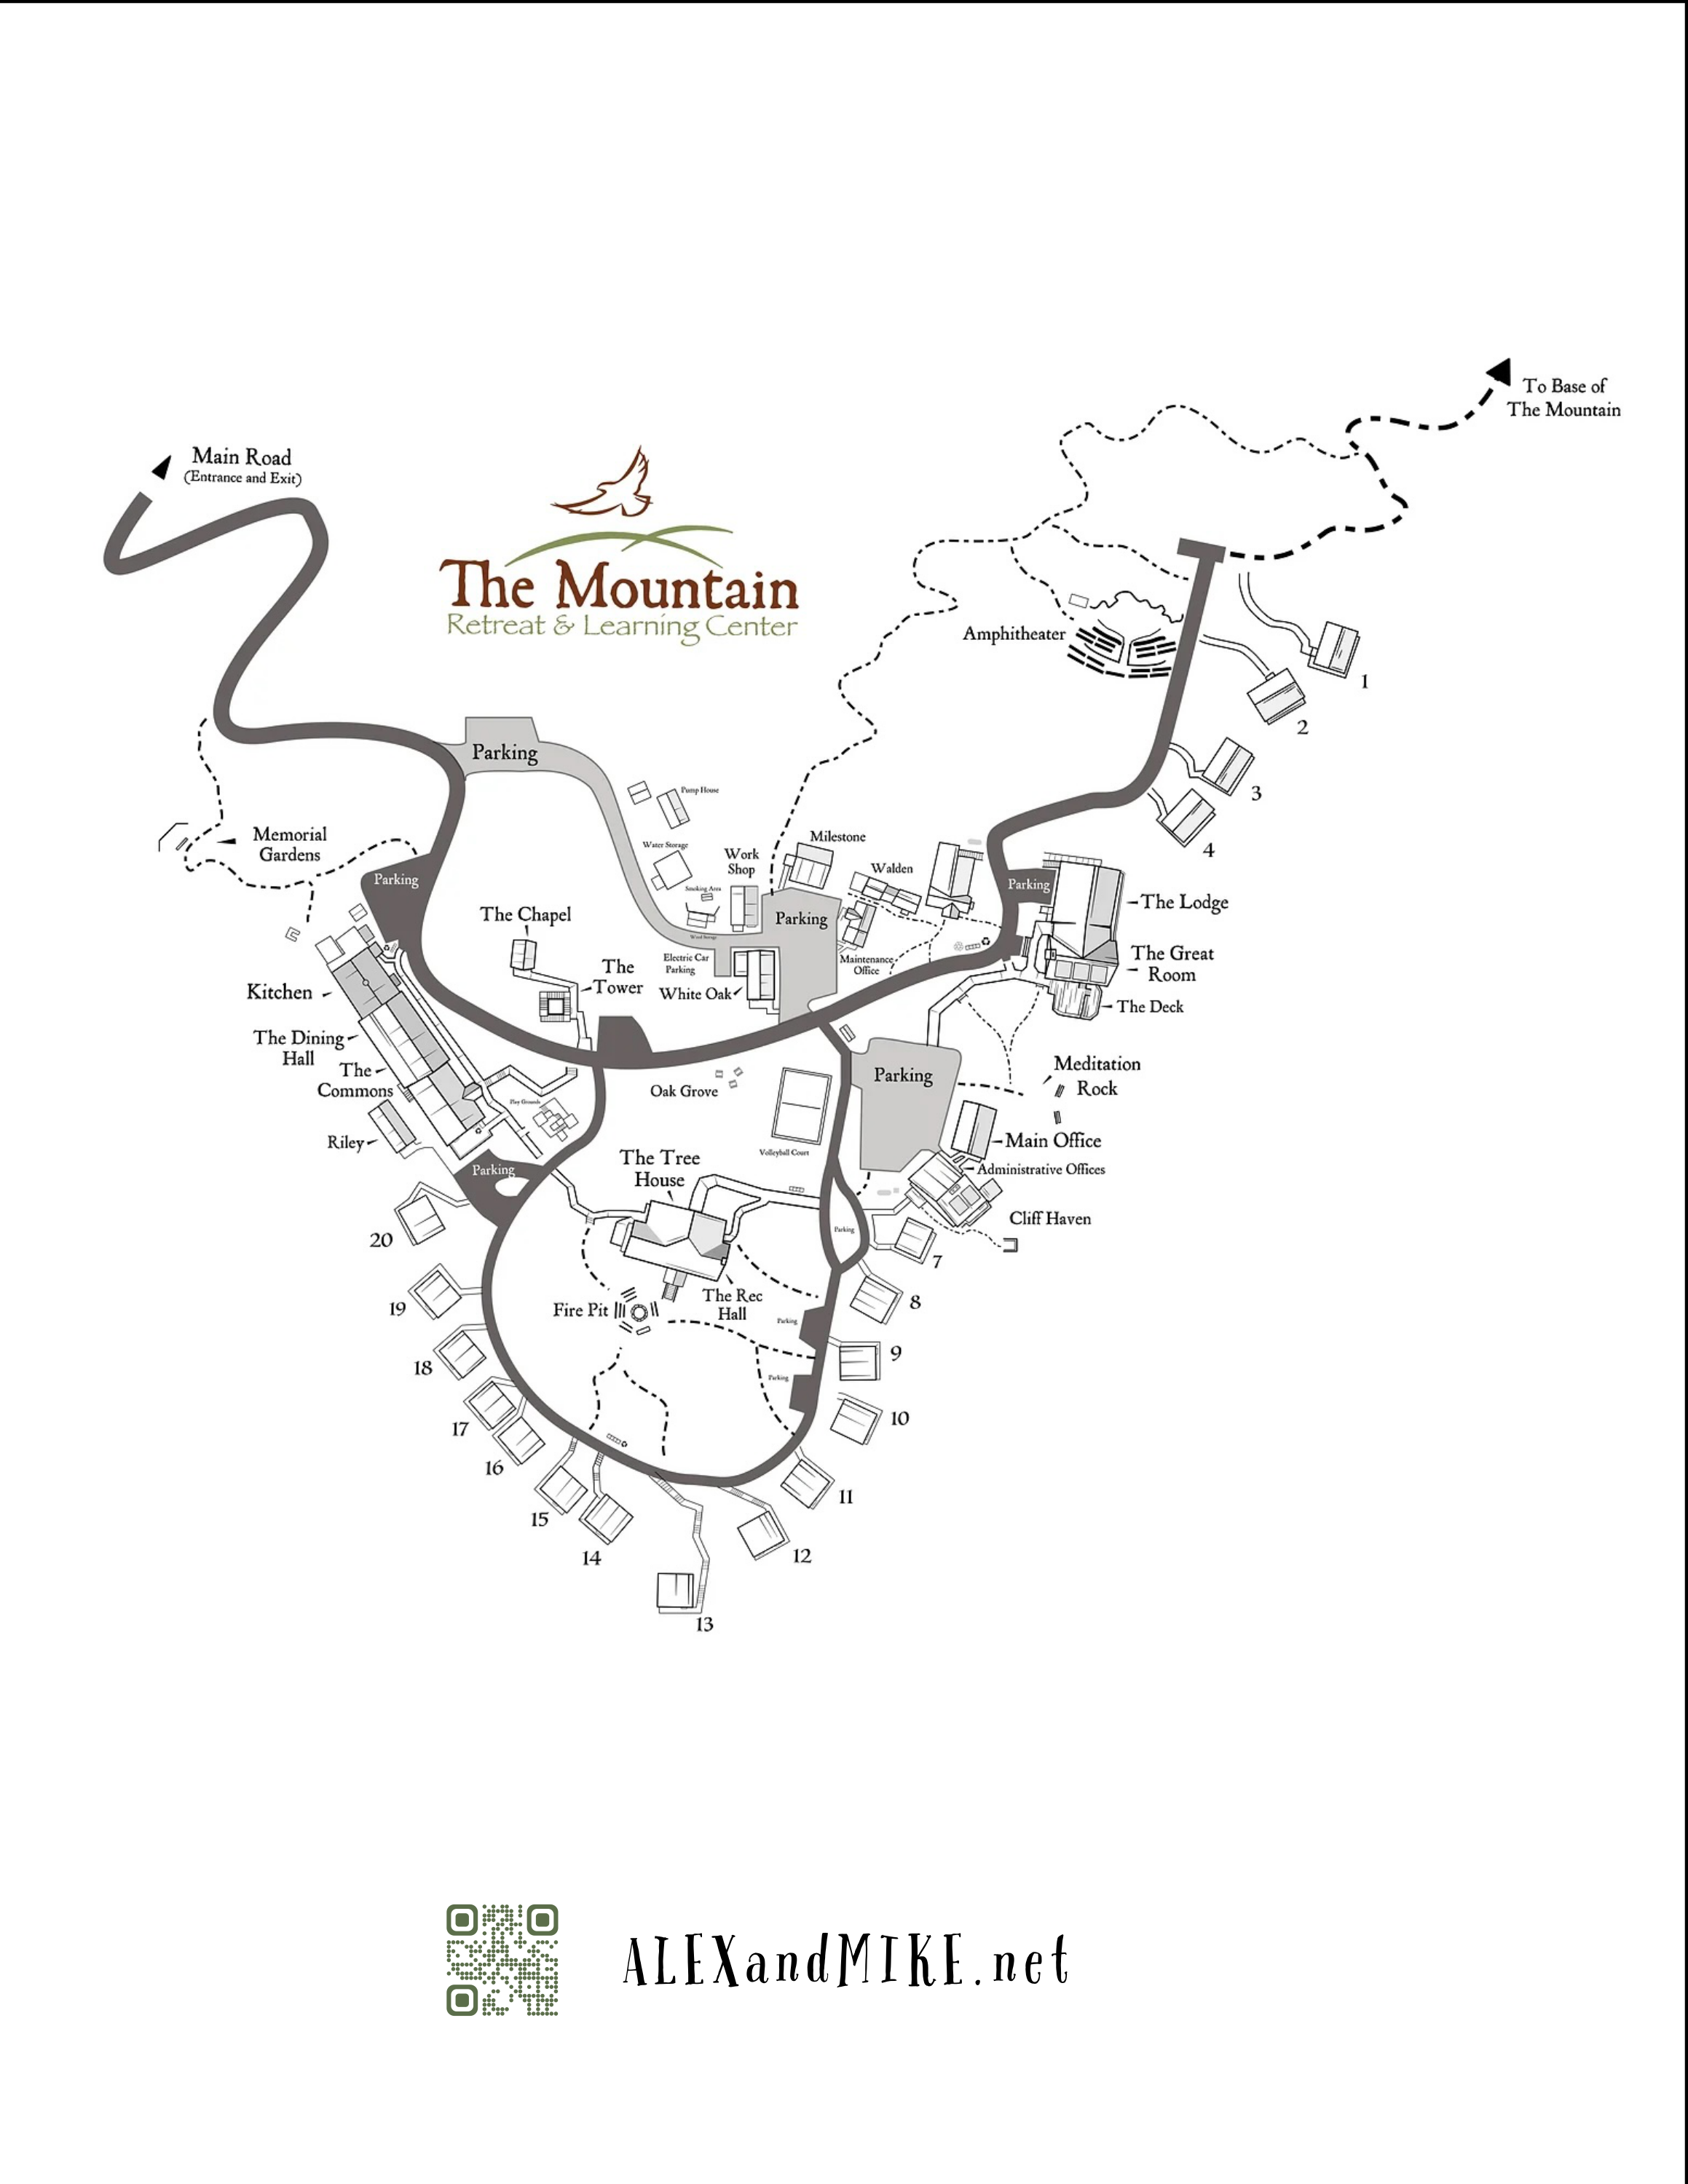 To Base of
The Mountain
Main Road
(Entrance and Exit)
The Mountain
Retreat & Learning Center
Amphitheater
1
2
Parking
3
Pump House
4
Memorial
Gardens
Milestone
Water Storage
Work
Shop
Walden
Parking
Parking
Smoking Area
The Lodge
The Chapel
Parking
Wood Storage
The Great
Room
Electric Car
Parking
Maintenance
Office
The
Tower
White Oak
Kitchen
The Deck
The Dining
Hall
The
Commons
Meditation
Rock
Parking
Oak Grove
Play Grounds
Riley
Volleyball Court
Main Office
The Tree
House
Administrative Offices
Parking
Cliff Haven
Parking
20
7
The Rec
Hall
8
19
Fire Pit
Parking
9
18
Parking
10
17
16
11
15
14
12
13
ALEXandMIKE.net